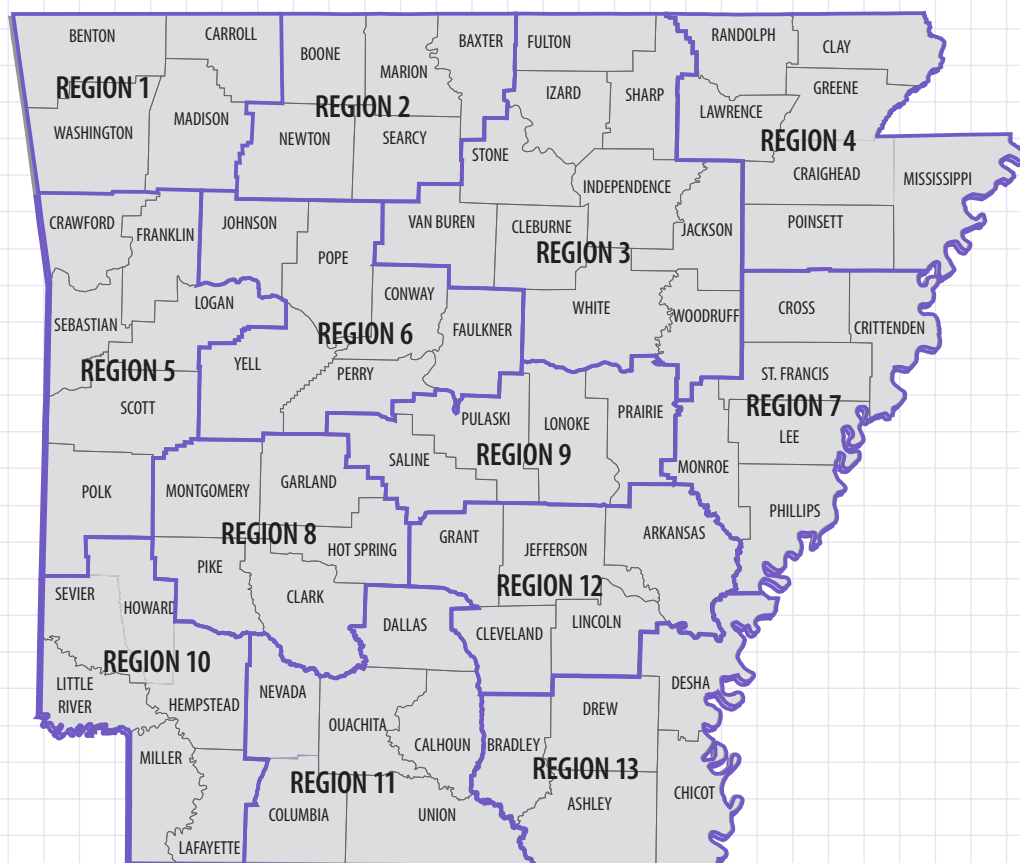 BENTON
CARROLL
BOONE
MARION
BAXTER
FULTON
RANDOLPH
CLAY
REGION 1
REGION 2
IZARD
SHARP
GREENE
WASHINGTON
MADISON
NEWTON
SEARCY
STONE
LAWRENCE
REGION 4
CRAIGHEAD
MISSISSIPPI
INDEPENDENCE
CRAWFORD
FRANKLIN
JOHNSON
POPE
VAN BUREN
CLEBURNE
REGION 3
JACKSON
POINSETT
LOGAN
CONWAY
WHITE
WOODRUFF
CROSS
CRITTENDEN
SEBASTIAN
REGION 6
FAULKNER
REGION 5
YELL
PERRY
ST. FRANCIS
SCOTT
PULASKI
LONOKE
PRAIRIE
REGION 7
LEE
SALINE
REGION 9
MONROE
POLK
MONTGOMERY
GARLAND
PHILLIPS
REGION 8
HOT SPRING
GRANT
JEFFERSON
ARKANSAS
PIKE
REGION 12
SEVIER
HOWARD
CLARK
DALLAS
CLEVELAND
LINCOLN
REGION 10
LITTLE
RIVER
HEMPSTEAD
NEVADA
DESHA
OUACHITA
DREW
MILLER
CALHOUN
BRADLEY
REGION 11
REGION 13
COLUMBIA
UNION
ASHLEY
CHICOT
LAFAYETTE